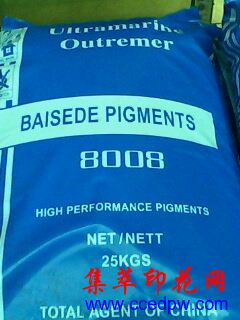 Ultramarine
Outremer
BAISEDE PIGMENTS
8008
HIGH PERFORMANCE PIGMENTS
NET/NETT
25KGS
集萃印花网
www.ccedpw.com
TOTAL AGENT OF CHINA